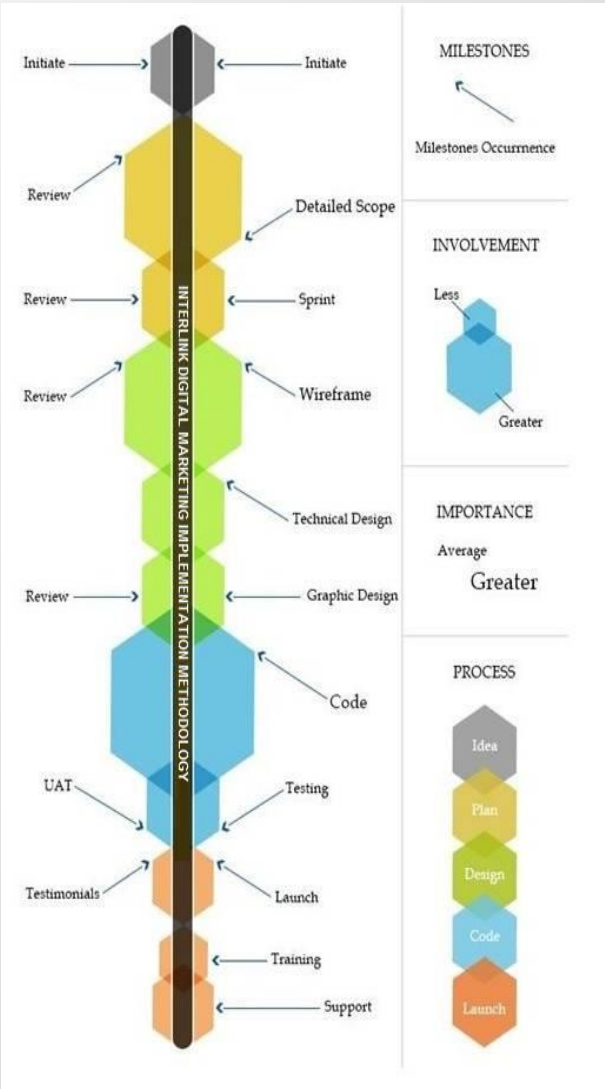 Initiate
Initiate
Review
Detailed Scope
Review
Sprint
Review
Wireframe
Technical Design
Review
Graphic Design
Code
UAT
Testing
Testimonials
Launch
Training
Support
INTERLINK DIGITAL MARKETING IMPLEMENTATION METHODOLOGY
MILESTONES
Milestones Occurrnence
INVOLVEMENT
Less
Greater
IMPORTANCE
Average
Greater
PROCESS
Idea
Plan
Design
Code
Launch